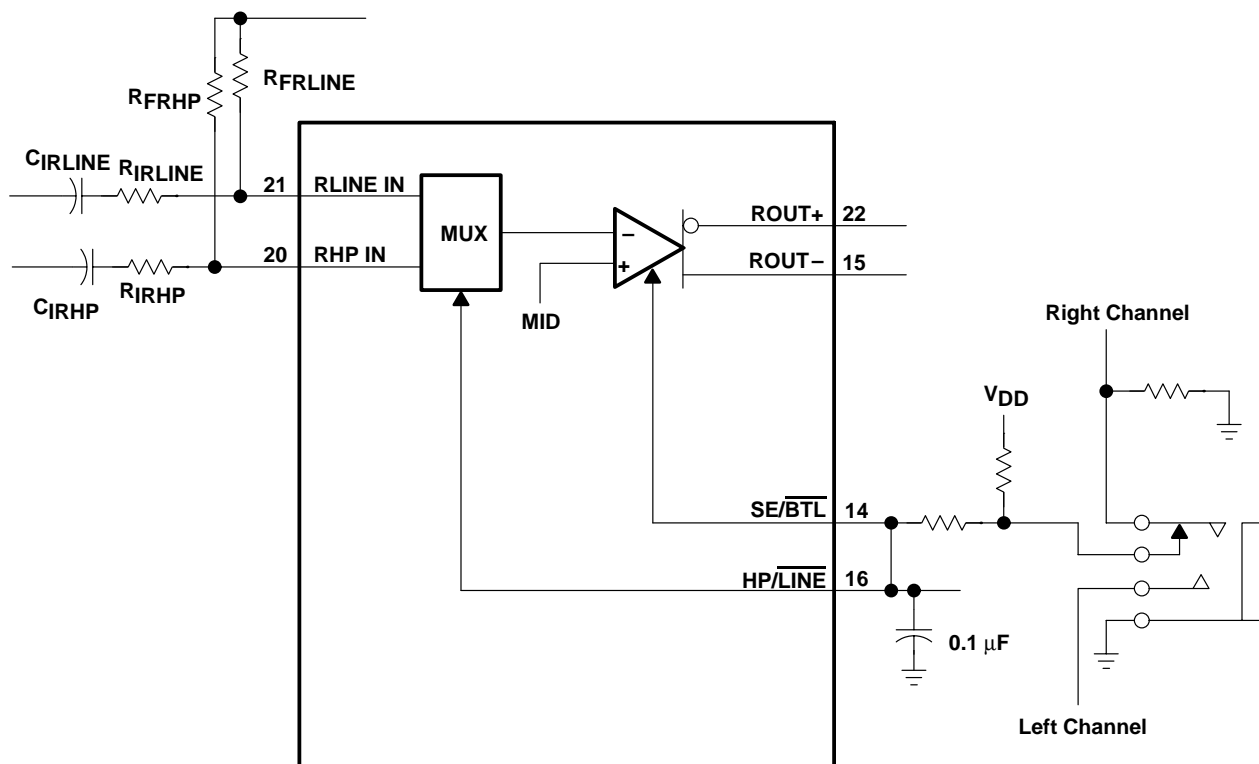 RFRLINE
RFRHP
CIRLINE
RIRLINE
21 RLINE IN
MUX
ROUT+ 22
20 RHP IN
ROUT− 15
−
+
RIRHP
CIRHP
MID
Right Channel
VDD
SE/BTL 14
HP/LINE 16
0.1 μF
Left Channel